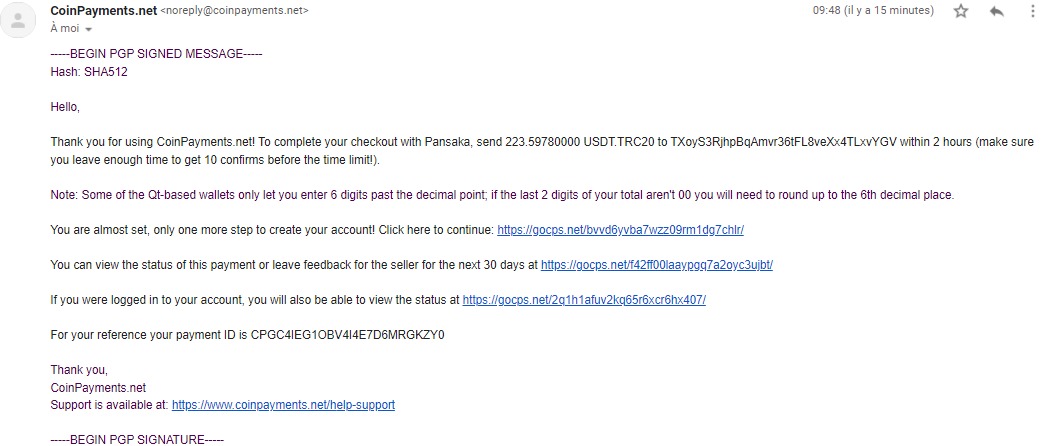 CoinPayments.net <noreply@coinpayments.net>
09:48 (il y a 15 minutes)
À moi
-----BEGIN PGP SIGNED MESSAGE-----
Hash: SHA512
Hello,
Thank you for using CoinPayments.net! To complete your checkout with Pansaka, send 223.59780000 USDT.TRC20 to TXoyS3RjhpBqAmvr36tFL8veXx4TLxvYGV within 2 hours (make sure
you leave enough time to get 10 confirms before the time limit!).
Note: Some of the Qt-based wallets only let you enter 6 digits past the decimal point; if the last 2 digits of your total aren't 00 you will need to round up to the 6th decimal place.
You are almost set, only one more step to create your account! Click here to continue: https://gocps.net/bvvd6yvba7wzz09rm1dg7chlr/
You can view the status of this payment or leave feedback for the seller for the next 30 days at https://gocps.net/f42ff00laaypgq7a2oyc3ujbt/
If you were logged in to your account, you will also be able to view the status at https://gocps.net/2q1h1afuv2kq65r6xcr6hx407/
For your reference your payment ID is CPGC4IEG1OBV4I4E7D6MRGKZY0
Thank you,
CoinPayments.net
Support is available at: https://www.coinpayments.net/help-support
-----BEGIN PGP SIGNATURE-----